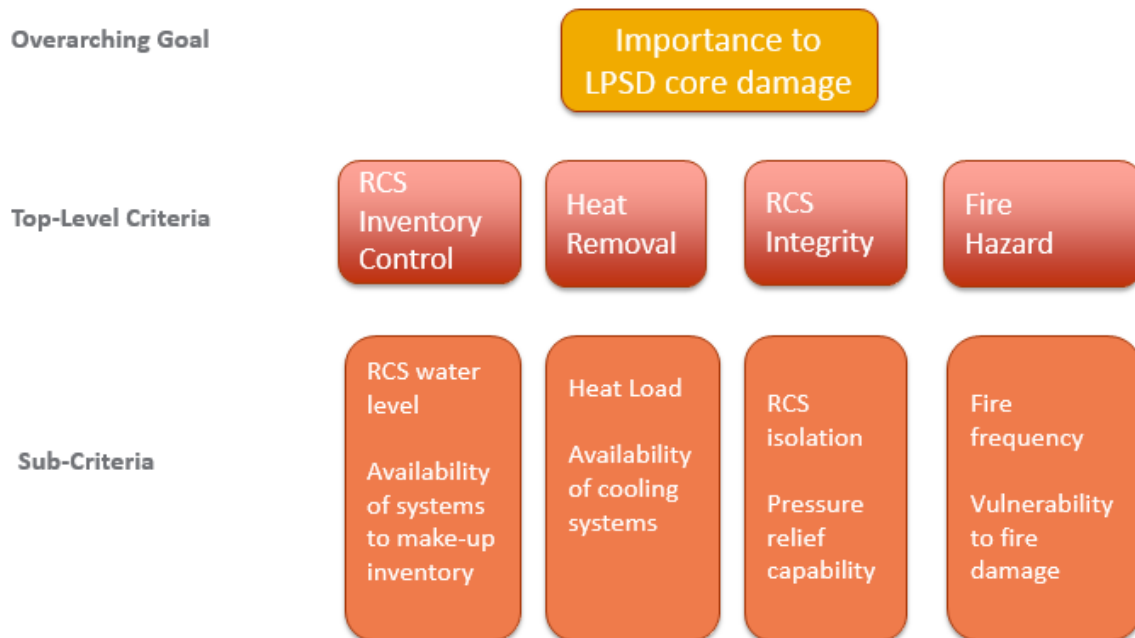 Overarching Goal
Importance to
LPSD core damage
Top-Level Criteria
RCS
Inventory
Control
Heat
Removal
RCS
Integrity
Fire
Hazard
Sub-Criteria
RCS water
level
Availability
of systems
to make-up
inventory
Heat Load
Availability
of cooling
systems
RCS
isolation
Pressure
relief
capability
Fire
frequency
Vulnerability
to fire
damage